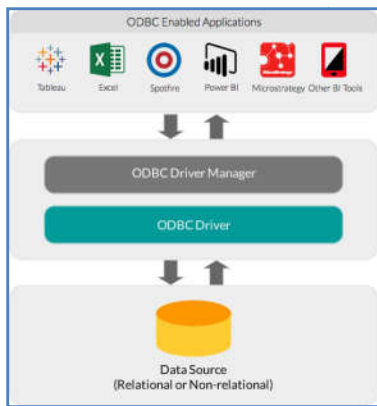 ODBC Enabled Applications
Tableau Excel Spotfire Power BI Microstrategy Other BI Tools
ODBC Driver Manager
ODBC Driver
Data Source
(Relational or Non-relational)